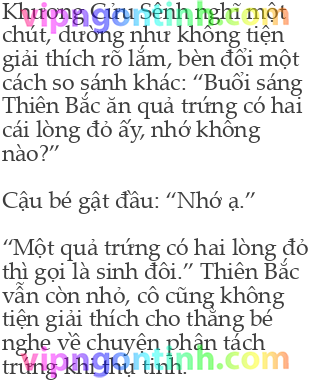 Khương Cửu Sênh nghĩ một
vipngontinh.com
chút, dường như không tiện
giải thích rõ lắm, bèn đổi một
cách so sánh khác: “Buổi sáng
Thiên Bắc ăn quả trứng có hai
cái lòng đỏ ấy, nhớ không
nào?”
Cậu bé gật đầu: “Nhớ ạ.”
“Một quả trứng có hai lòng đỏ
thì gọi là sinh đôi.” Thiên Bắc
vẫn còn nhỏ, cô cũng không
tiện giải thích cho thằng bé
nghe về chuyện phân tách
trứng khi thụ tinh.
vipngontinh.com